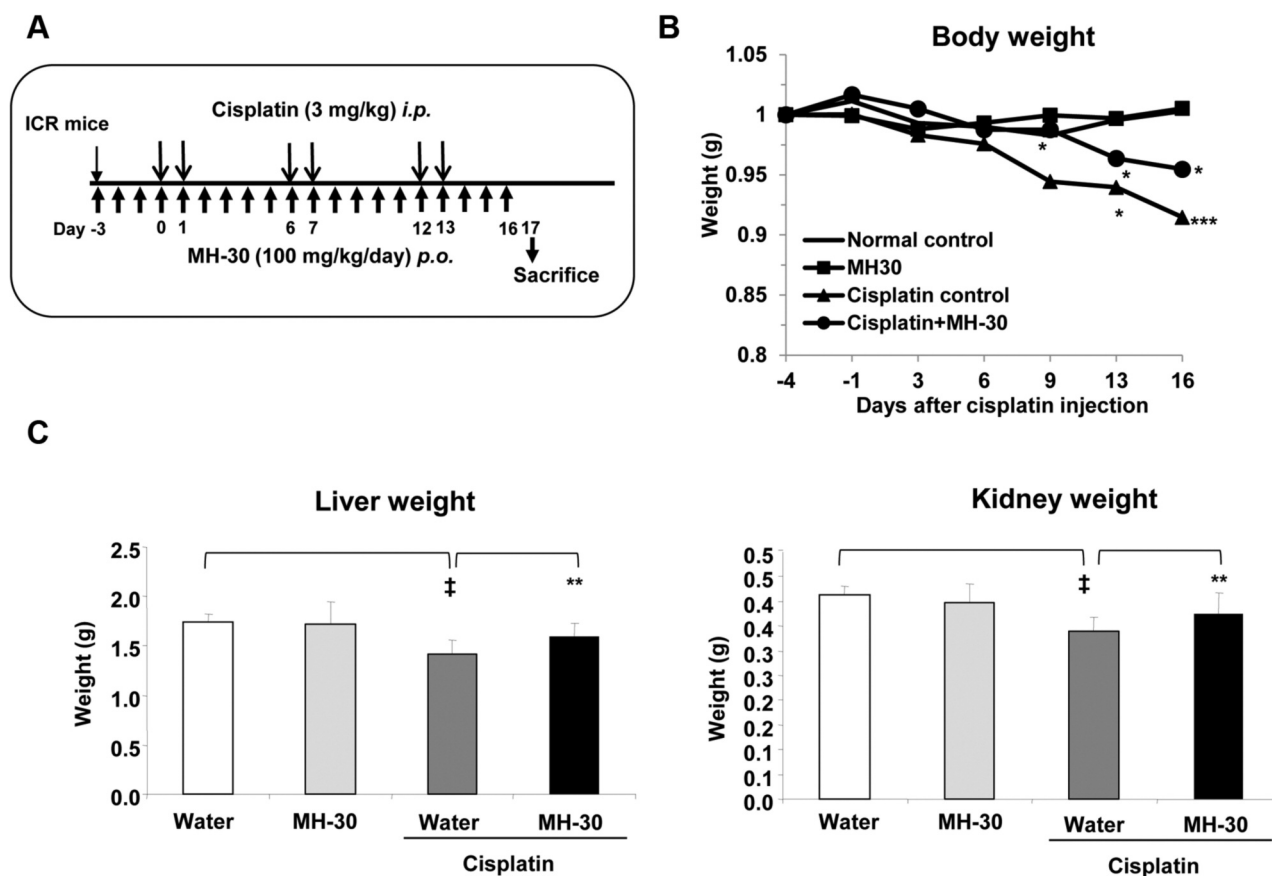 A
Cisplatin (3 mg/kg) i.p.
ICR mice
Day -3 0 1 6 7 12 13 16 17
MH-30 (100 mg/kg/day) p.o.
Sacrifice
B
Body weight
1.05
1
0.95
0.9
0.85
0.8
Weight (g)
*
*
*
*
***
Normal control
MH30
Cisplatin control
Cisplatin+MH-30
-4 -1 3 6 9 13 16
Days after cisplatin injection
C
Liver weight
2.5
2.0
1.5
1.0
0.5
0.0
Weight (g)
‡
**
Water MH-30 Water MH-30
Cisplatin
Kidney weight
0.5
0.5
0.4
0.4
0.3
0.3
0.2
0.2
0.1
0.1
0.0
Weight (g)
‡
**
Water MH-30 Water MH-30
Cisplatin